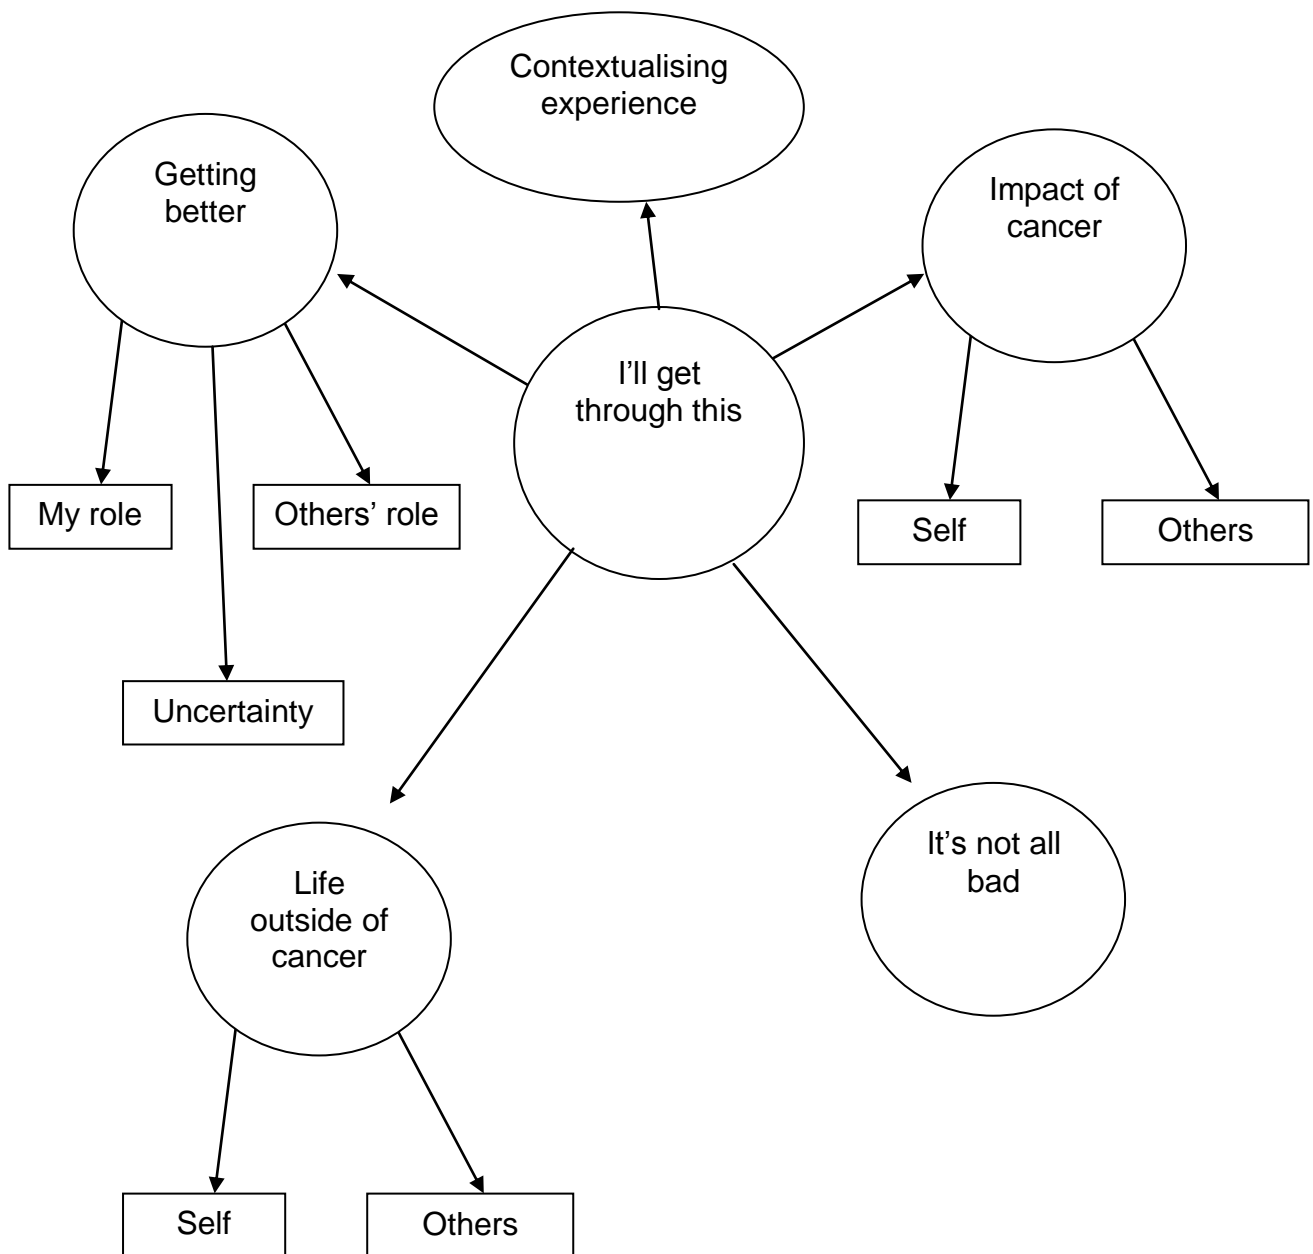 Contextualising
experience
Getting
better
Impact of
cancer
I’ll get
through this
My role
Others’ role
Self
Others
Uncertainty
It’s not all
bad
Life
outside of
cancer
Self
Others